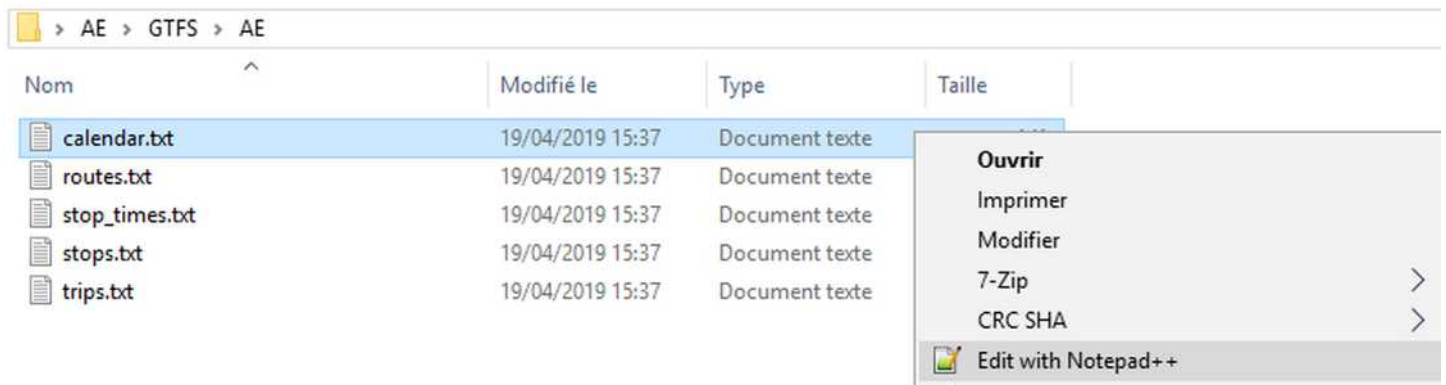 AE > GTFS > AE
Nom Modifié le Type Taille
calendar.txt 19/04/2019 15:37 Document texte
routes.txt 19/04/2019 15:37 Document texte
stop_times.txt 19/04/2019 15:37 Document texte
stops.txt 19/04/2019 15:37 Document texte
trips.txt 19/04/2019 15:37 Document texte
Ouvrir
Imprimer
Modifier
7-Zip
CRC SHA
Edit with Notepad++